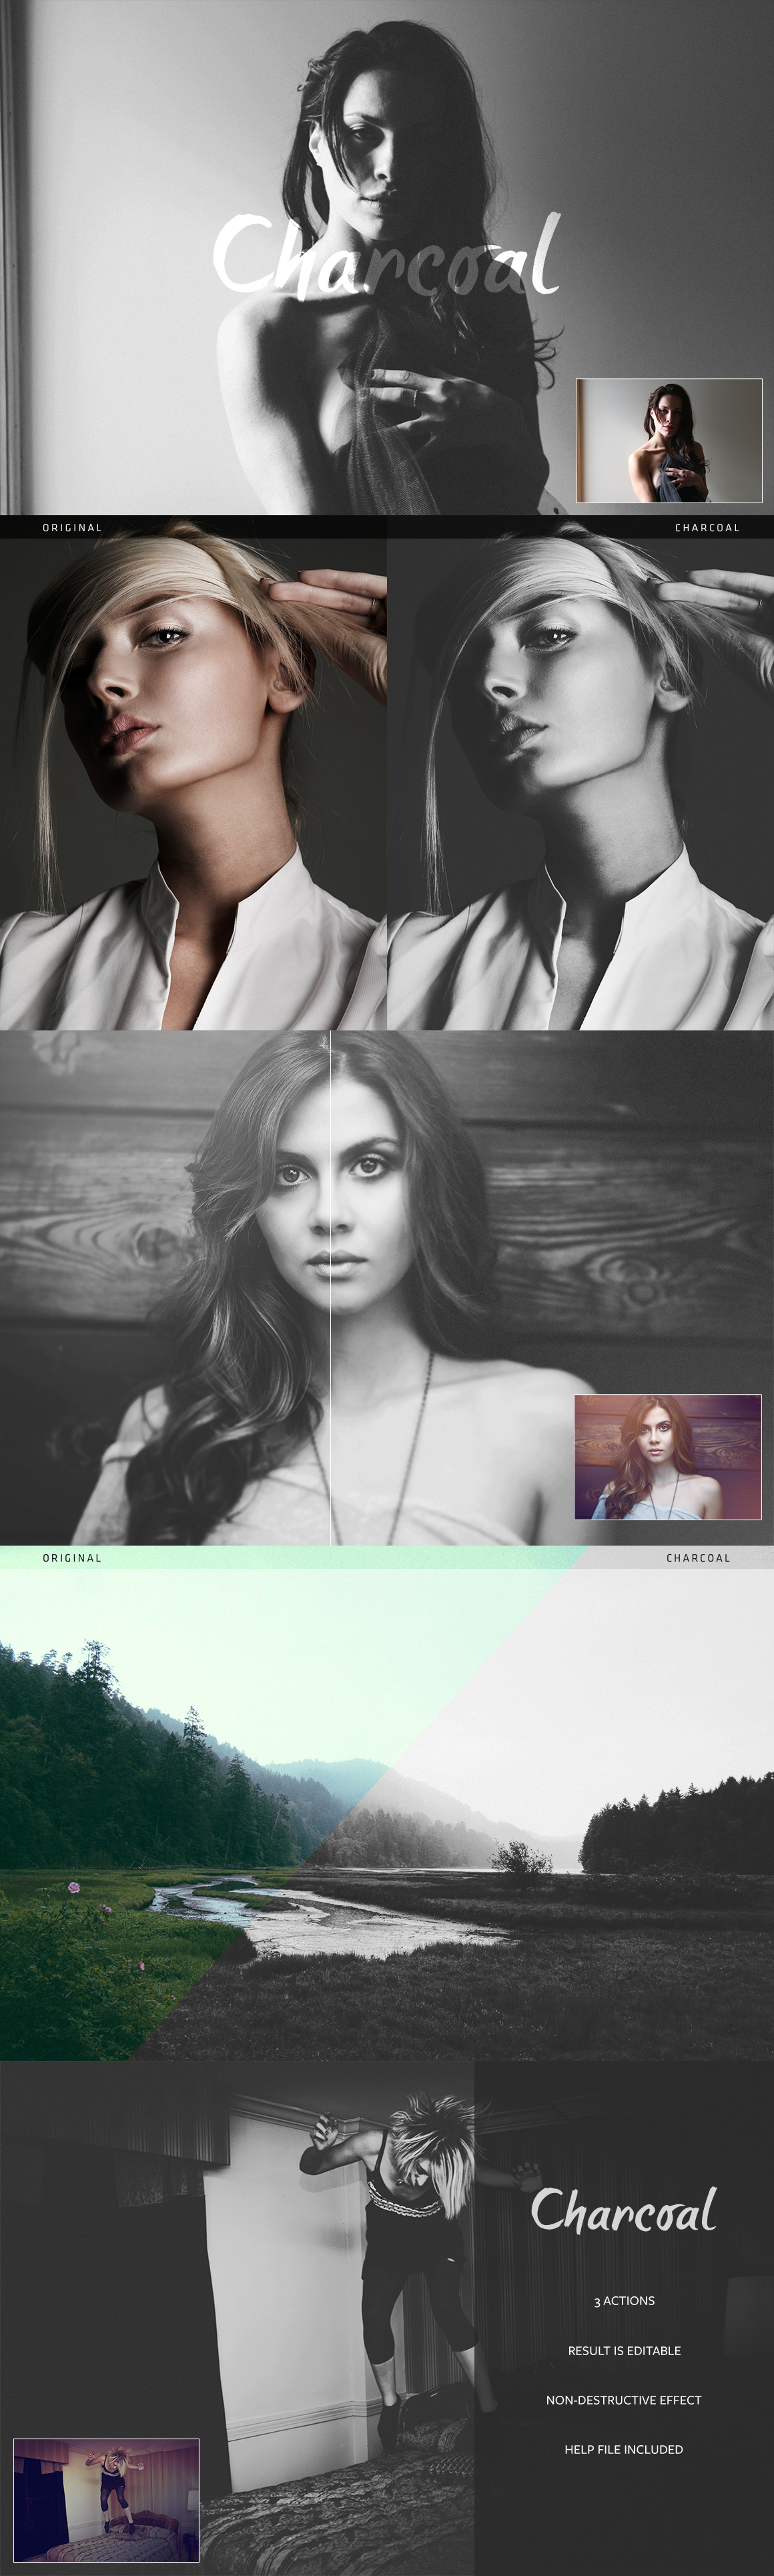 Charcoal
ORIGINAL
CHARCOAL
ORIGINAL
CHARCOAL
Charcoal
3 ACTIONS
RESULT IS EDITABLE
NON-DESTRUCTIVE EFFECT
HELP FILE INCLUDED